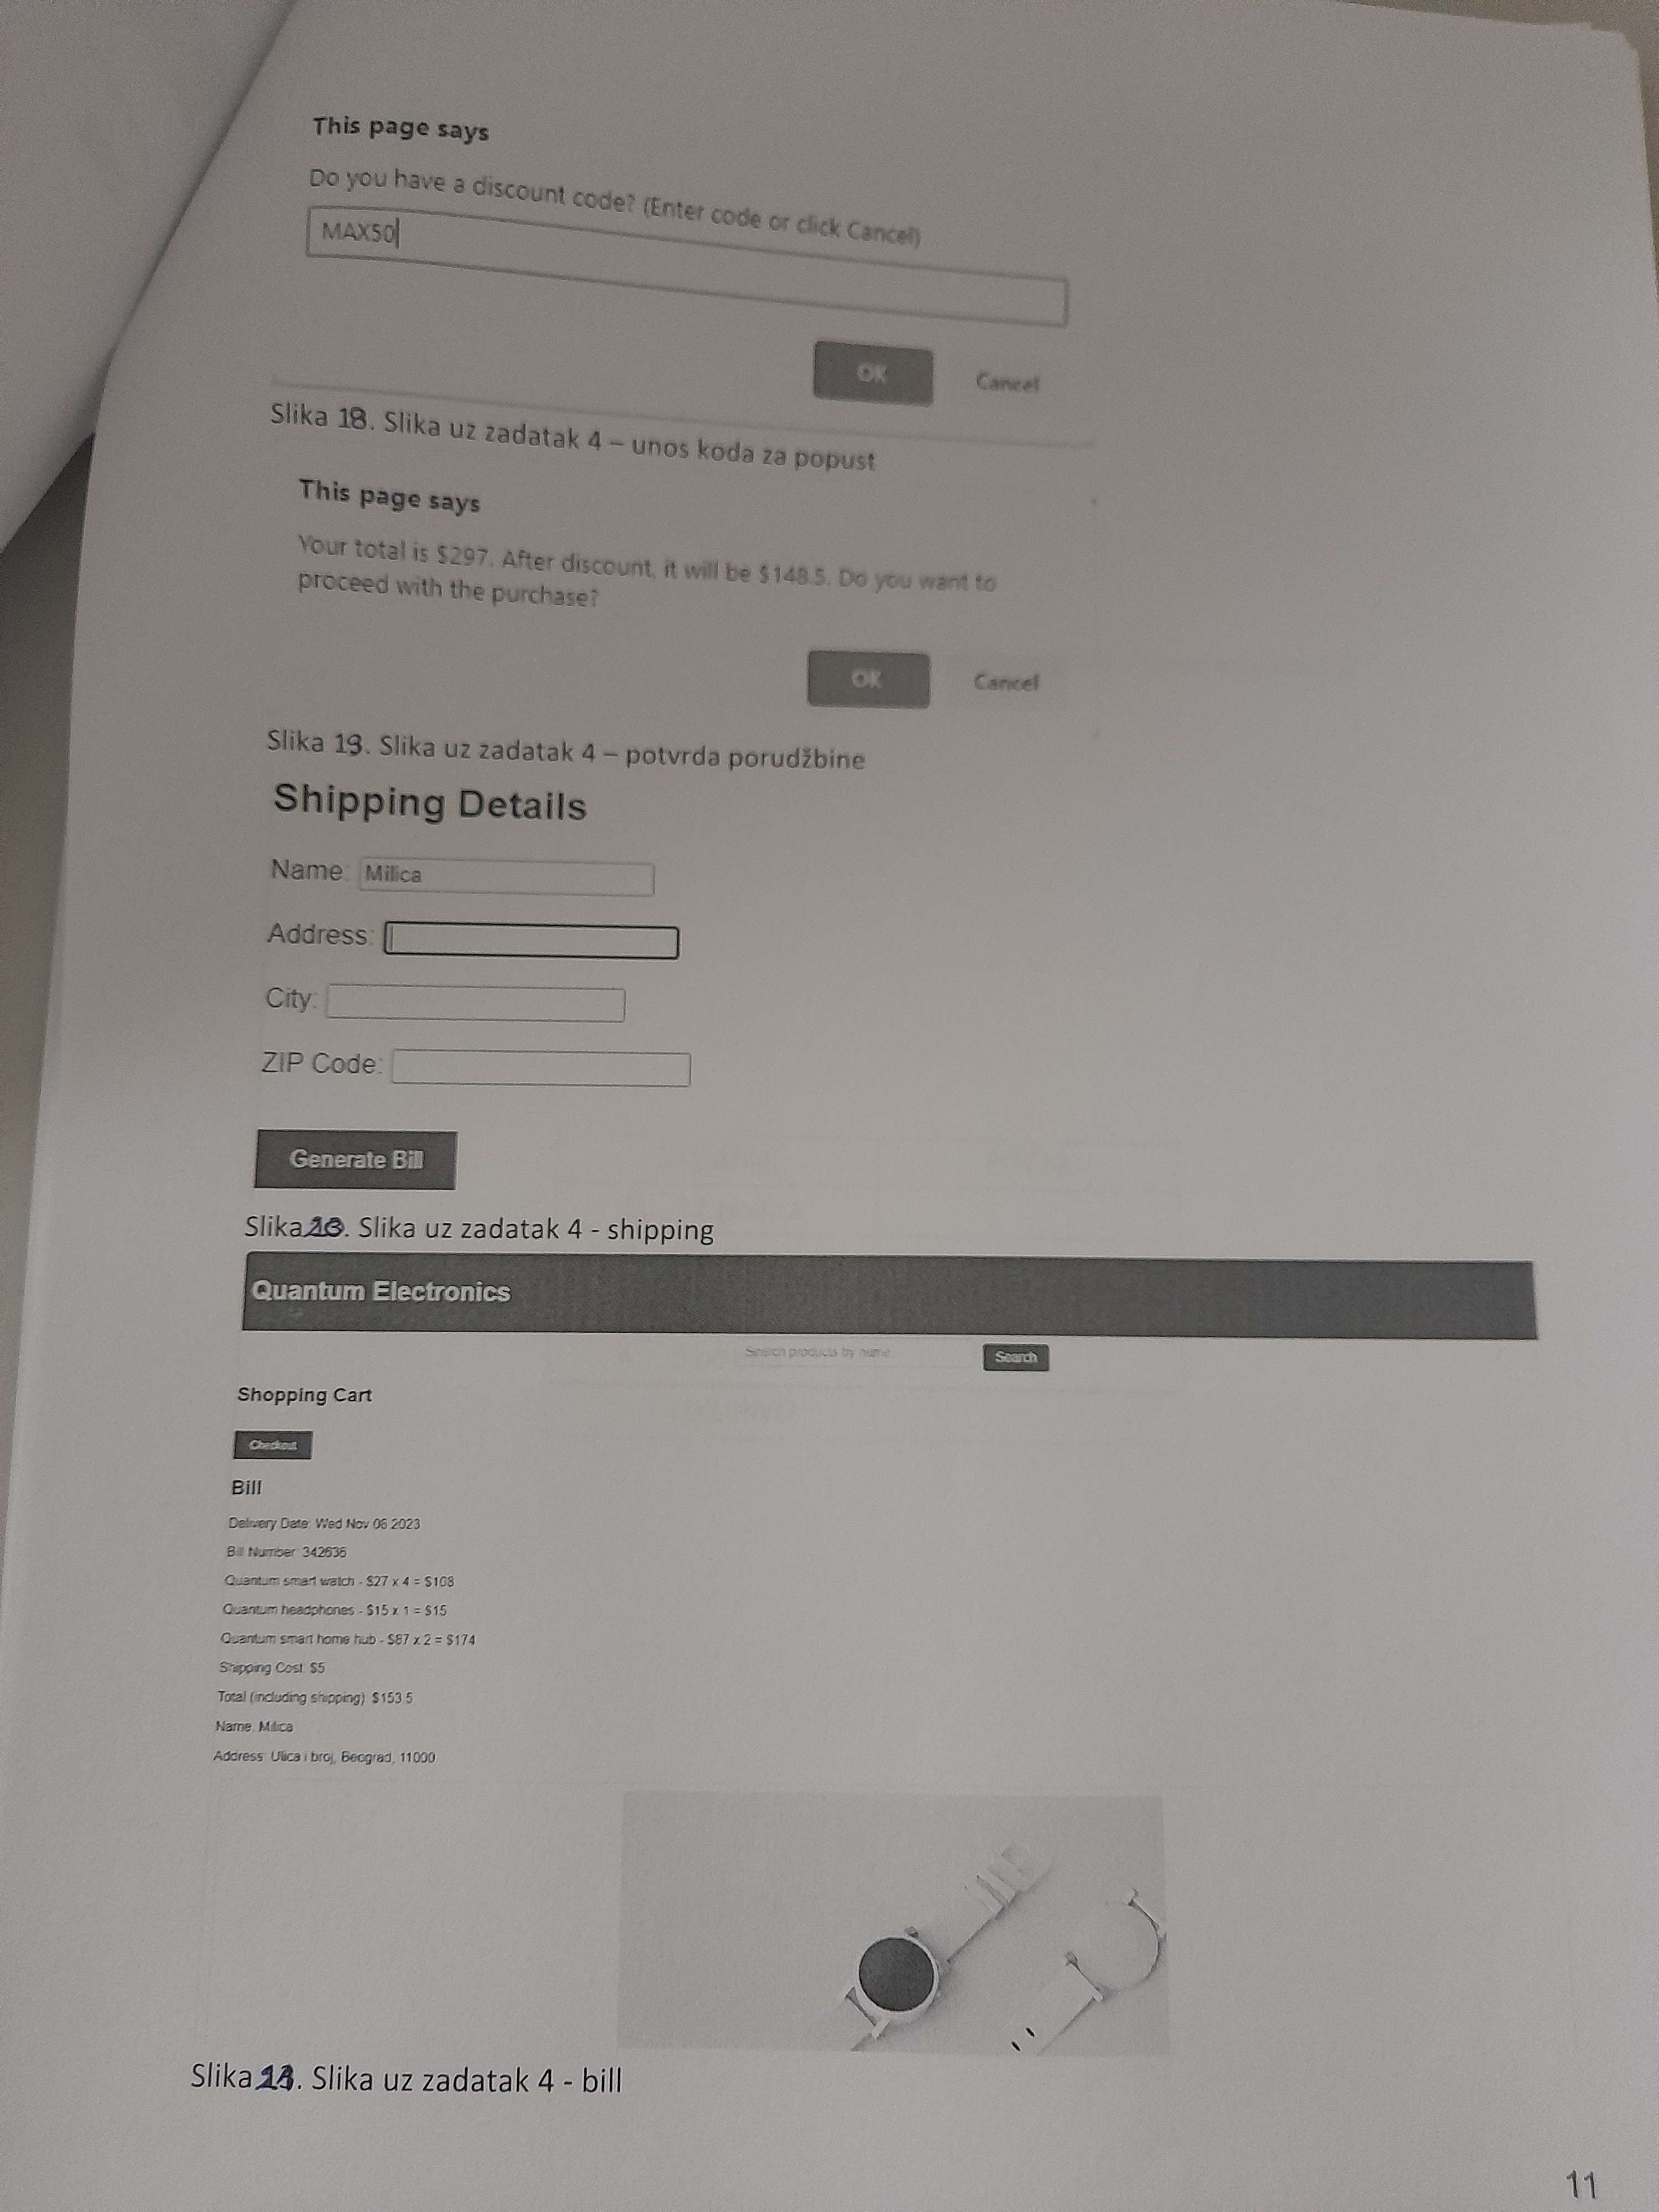 This page says
Do you have a discount code? (Enter code or click Cancel)
MAX50
OK Cancel
Slika 18. Slika uz zadatak 4 – unos koda za popust
This page says
Your total is $297. After discount, it will be $148.5. Do you want to
proceed with the purchase?
OK Cancel
Slika 19. Slika uz zadatak 4 – potvrda porudžbine
Shipping Details
Name: Milica
Address:
City:
ZIP Code:
Generate Bill
Slika . Slika uz zadatak 4 - shipping
Quantum Electronics
Search products by name... Search
Shopping Cart
Checkout
Bill
Delivery Date: Wed Nov 2023
Bill Number: 342636
Quantum smart watch - $27 x 4 = $108
Quantum headphones - $15 x 1 = $15
Quantum smart home hub - $87 x 2 = $174
Shipping Cost: $5
Total (including shipping): $153.5
Name: Milica
Address: Ulica i broj, Beograd, 11000
Slika . Slika uz zadatak 4 - bill
11